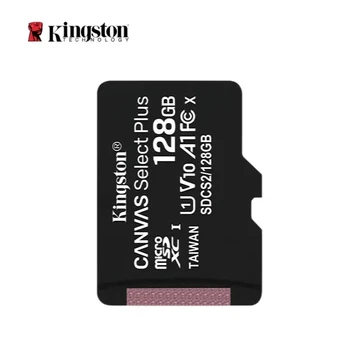 Kingston
TECHNOLOGY
Kingston
CANVAS Select Plus
128GB
micro SD XC I
U1 V10 A1 FC X
SDCS2/128GB
TAIWAN